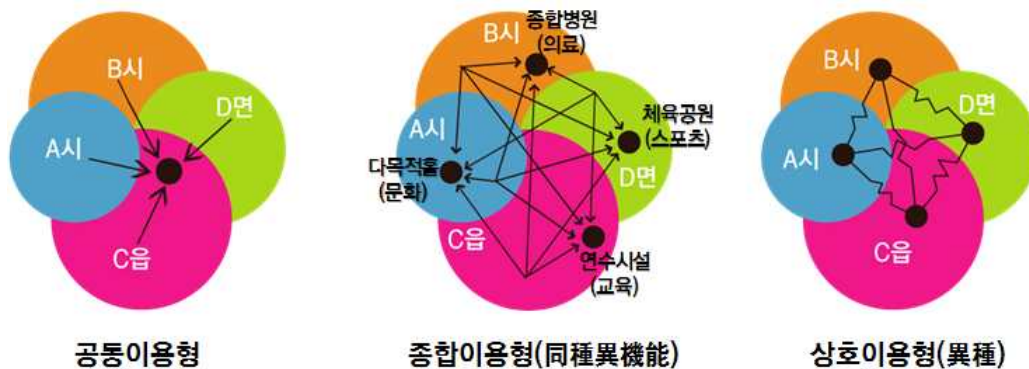 B시
D면
A시
C읍
공동이용형
종합병원
(의료)
B시
체육공원
(스포츠)
A시
다목적홀
(문화)
D면
C읍
연수시설
(교육)
종합이용형(同種異機能)
B시
D면
A시
C읍
상호이용형(異種)